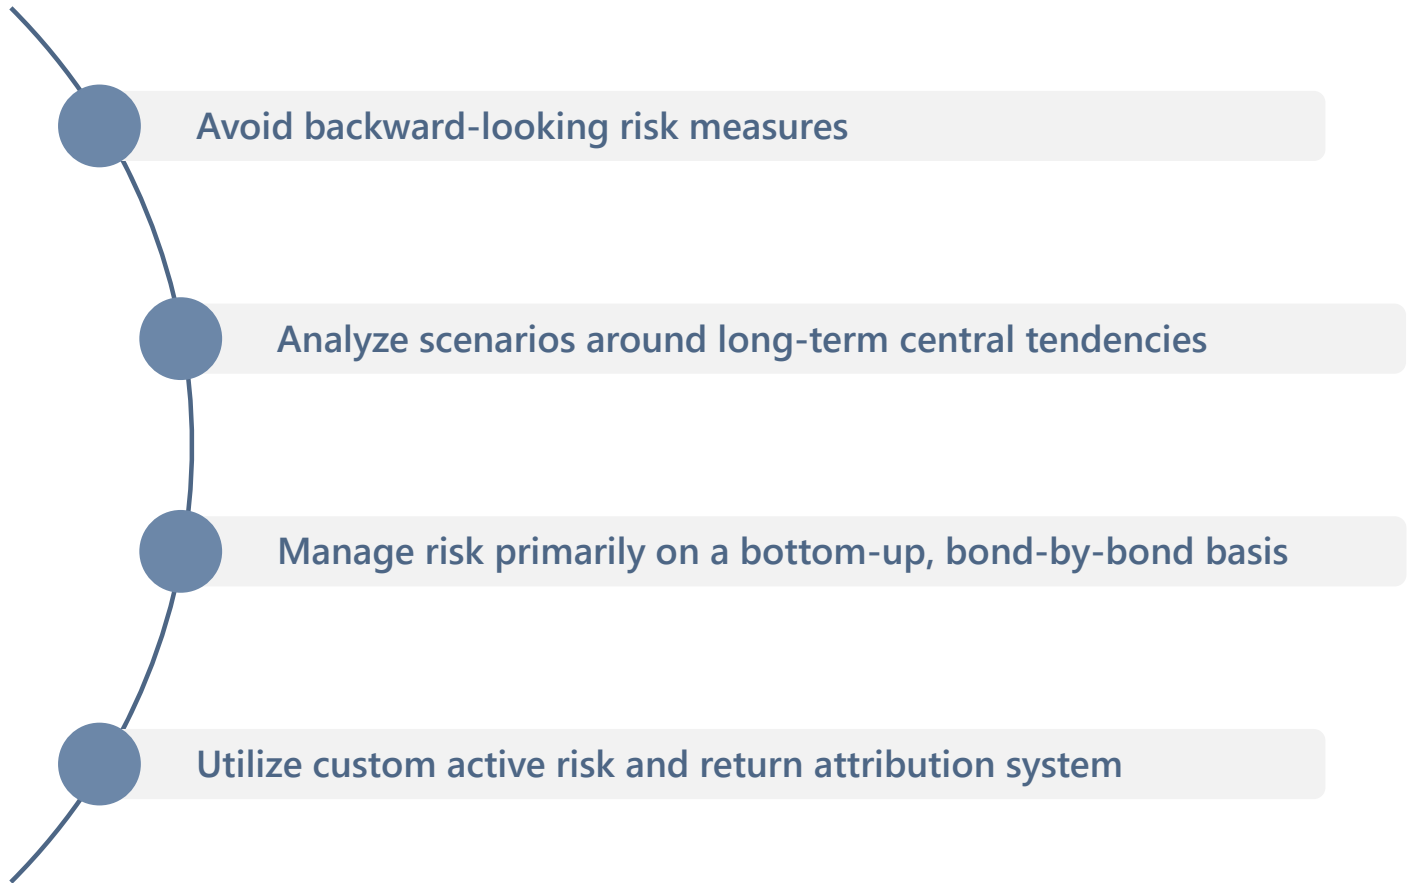 Avoid backward-looking risk measures
Analyze scenarios around long-term central tendencies
Manage risk primarily on a bottom-up, bond-by-bond basis
Utilize custom active risk and return attribution system